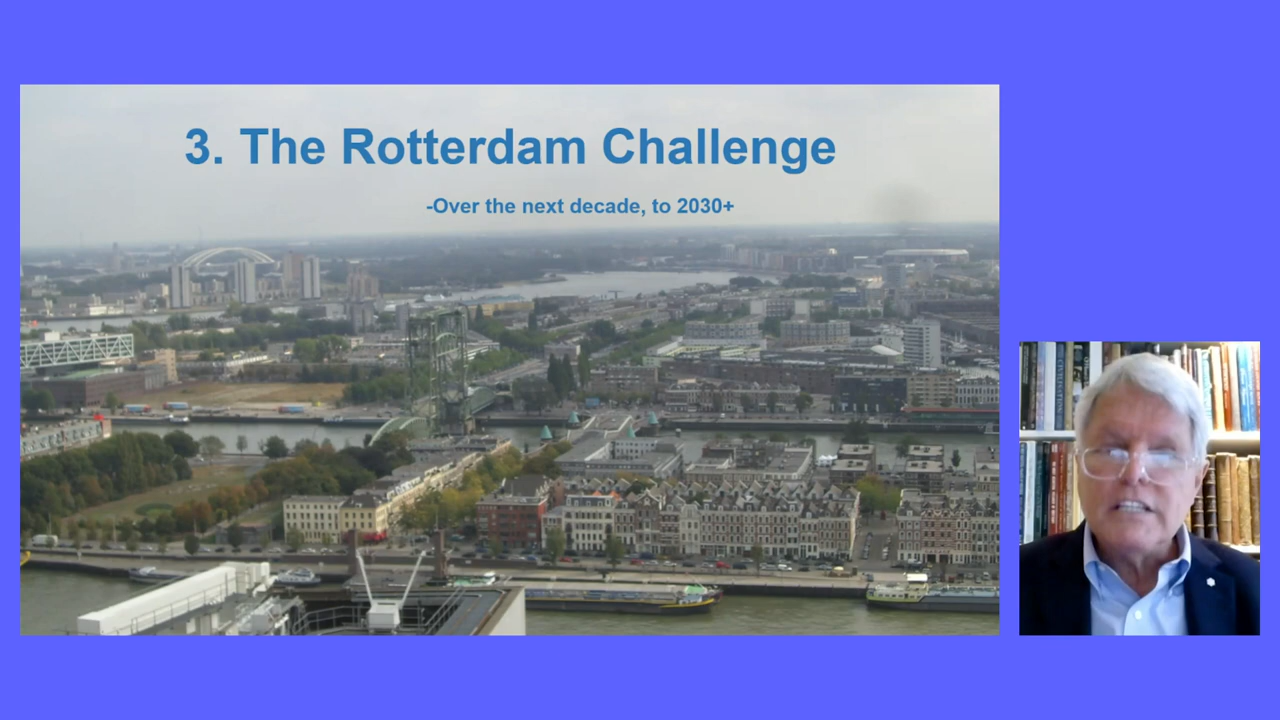 3. The Rotterdam Challenge
-Over the next decade, to 2030+